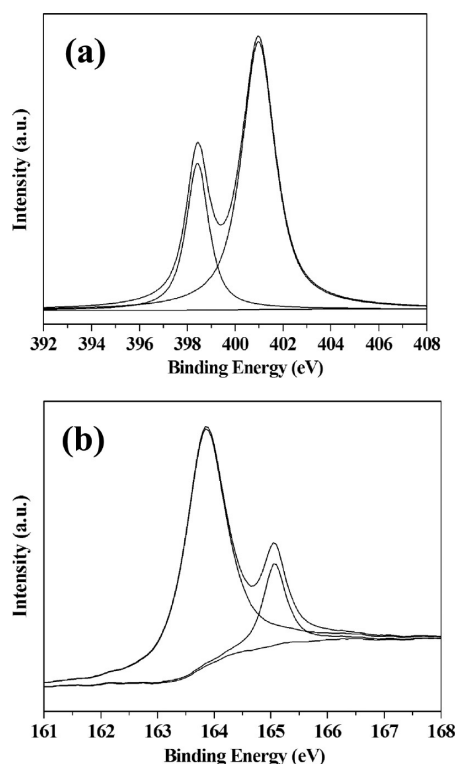 (a)
Intensity (a.u.)
392 394 396 398 400 402 404 406 408
Binding Energy (eV)
(b)
Intensity (a.u.)
161 162 163 164 165 166 167 168
Binding Energy (eV)